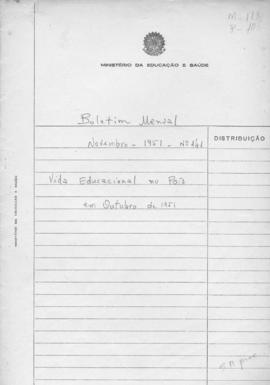 M-113
MINISTÉRIO DA EDUCAÇÃO E SAÚDE
Boletim Mensal
DISTRIBUIÇÃO
Novembro - 1951 - Nº 141
Vida Educacional no País
em Outubro de 1951